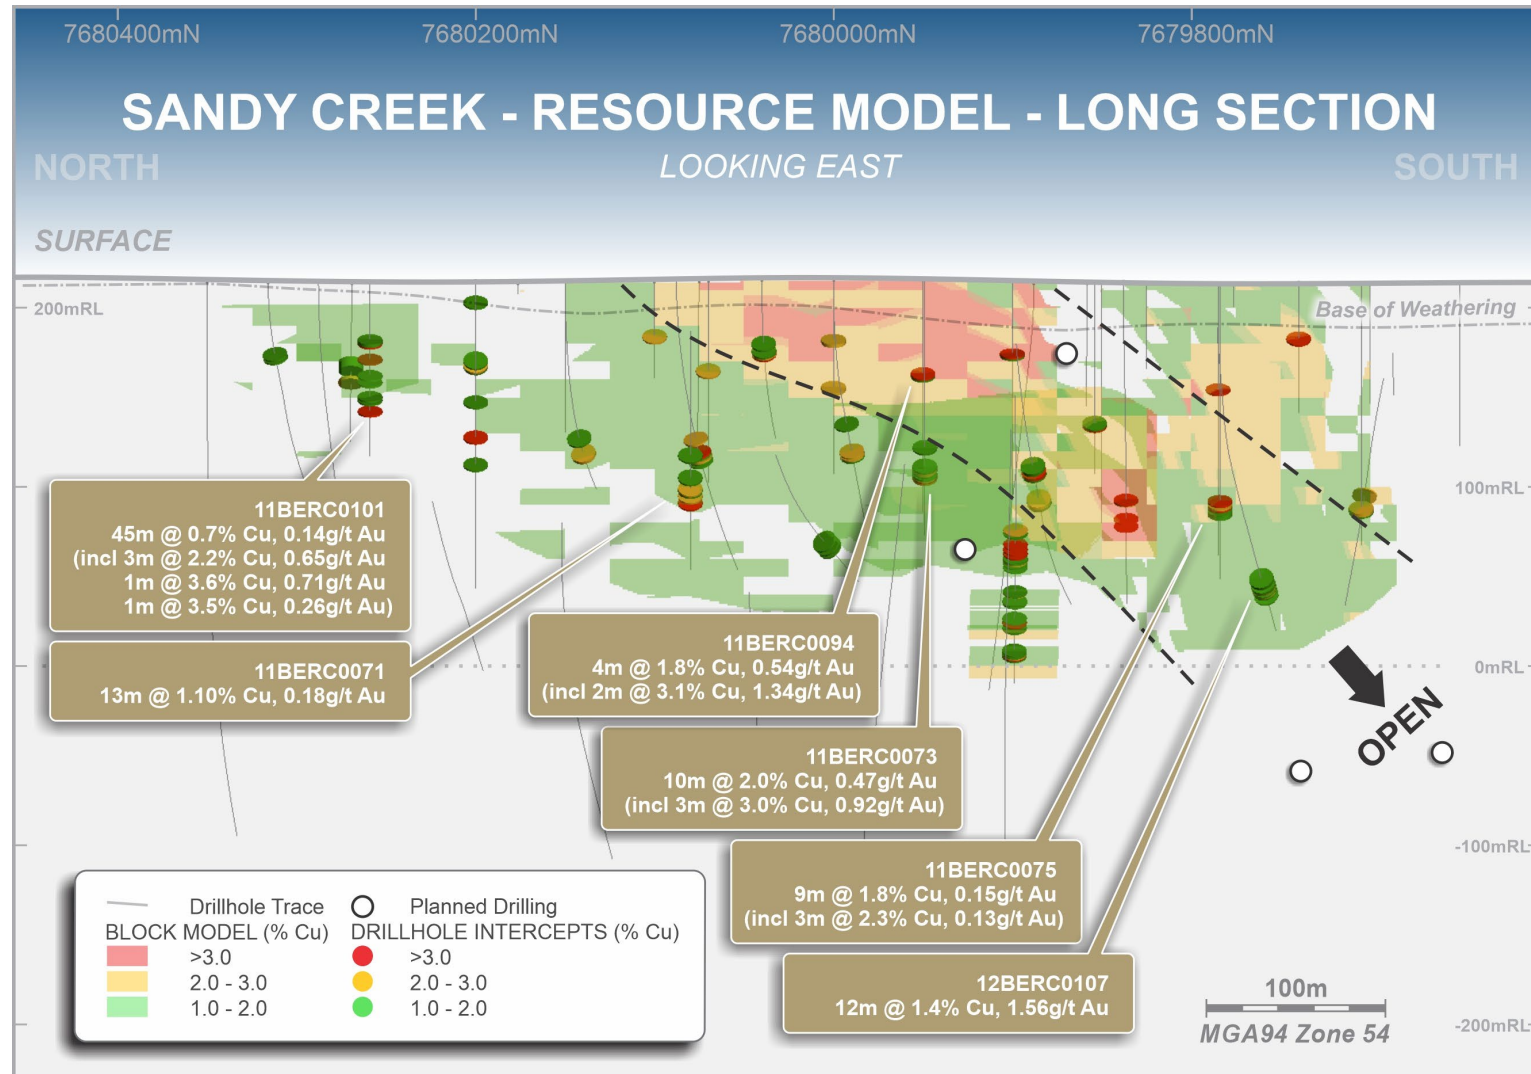 7680400mN
7680200mN
7680000mN
7679800mN
SANDY CREEK - RESOURCE MODEL - LONG SECTION
NORTH
LOOKING EAST
SOUTH
SURFACE
200mRL
Base of Weathering
100mRL
11BERC0101
45m @ 0.7% Cu, 0.14g/t Au
(incl 3m @ 2.2% Cu, 0.65g/t Au
1m @ 3.6% Cu, 0.71g/t Au
1m @ 3.5% Cu, 0.26g/t Au)
11BERC0071
13m @ 1.10% Cu, 0.18g/t Au
11BERC0094
4m @ 1.8% Cu, 0.54g/t Au
(incl 2m @ 3.1% Cu, 1.34g/t Au)
0mRL
OPEN
11BERC0073
10m @ 2.0% Cu, 0.47g/t Au
(incl 3m @ 3.0% Cu, 0.92g/t Au)
-100mRL
11BERC0075
9m @ 1.8% Cu, 0.15g/t Au
(incl 3m @ 2.3% Cu, 0.13g/t Au)
12BERC0107
12m @ 1.4% Cu, 1.56g/t Au
Drillhole Trace
Planned Drilling
BLOCK MODEL (% Cu)
DRILLHOLE INTERCEPTS (% Cu)
>3.0
>3.0
2.0 - 3.0
2.0 - 3.0
1.0 - 2.0
1.0 - 2.0
100m
MGA94 Zone 54
-200mRL